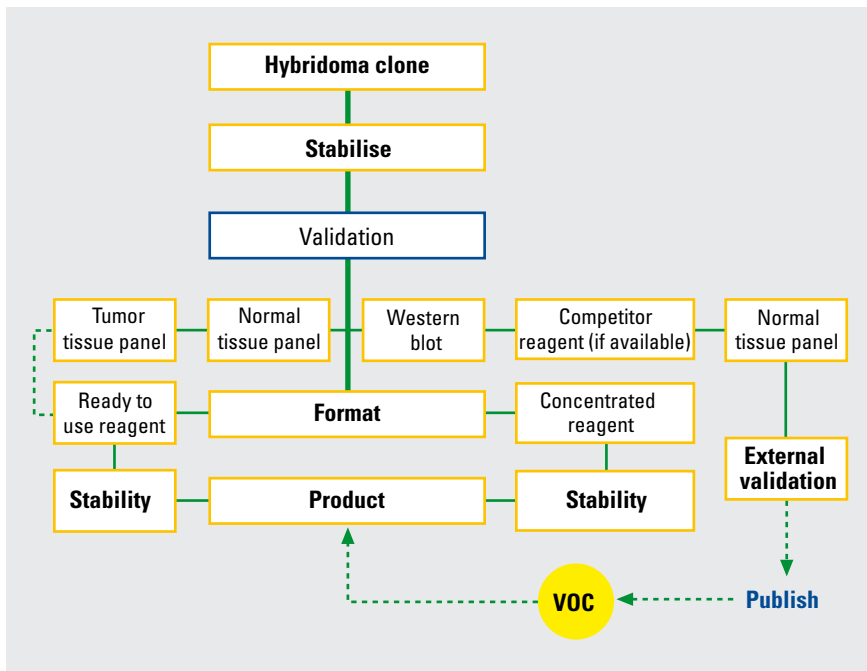 Hybridoma clone
Stabilise
Validation
Tumor
tissue panel
Normal
tissue panel
Western
blot
Competitor
reagent (if available)
Normal
tissue panel
Ready to
use reagent
Format
Concentrated
reagent
External
validation
Stability
Product
Stability
VOC
Publish